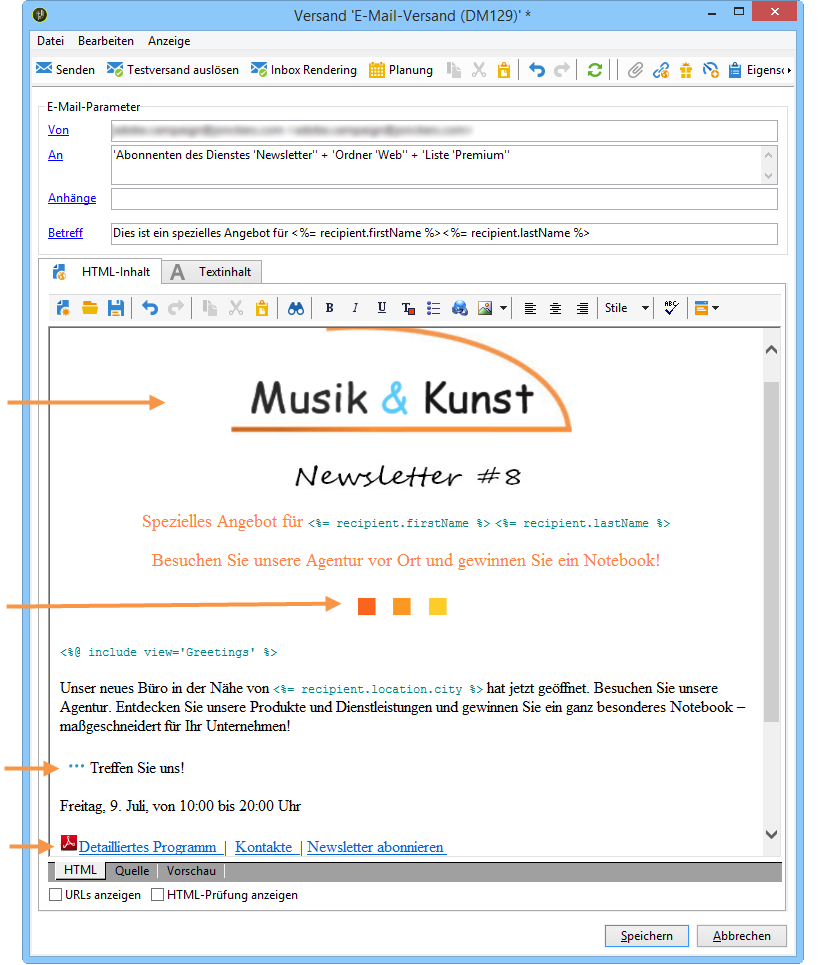 Versand 'E-Mail-Versand (DM129)' *
Datei Bearbeiten Anzeige
Senden Testversand auslösen Inbox Rendering Planung Eigensc
E-Mail-Parameter
Von
An 'Abonnenten des Dienstes 'Newsletter'' + 'Ordner 'Web'' + 'Liste 'Premium''
Anhänge
Betreff Dies ist ein spezielles Angebot für <%= recipient.firstName %><%= recipient.lastName %>
HTML-Inhalt A Textinhalt
B I U T Stile ABC
Musik & Kunst
Newsletter #8
Spezielles Angebot für <%= recipient.firstName %> <%= recipient.lastName %>
Besuchen Sie unsere Agentur vor Ort und gewinnen Sie ein Notebook!
<%@ include view='Greetings' %>
Unser neues Büro in der Nähe von <%= recipient.location.city %> hat jetzt geöffnet. Besuchen Sie unsere
Agentur. Entdecken Sie unsere Produkte und Dienstleistungen und gewinnen Sie ein ganz besonderes Notebook –
maßgeschneidert für Ihr Unternehmen!
Treffen Sie uns!
Freitag, 9. Juli, von 10:00 bis 20:00 Uhr
Detailliertes Programm | Kontakte | Newsletter abonnieren
HTML Quelle Vorschau
URLs anzeigen HTML-Prüfung anzeigen
Speichern Abbrechen